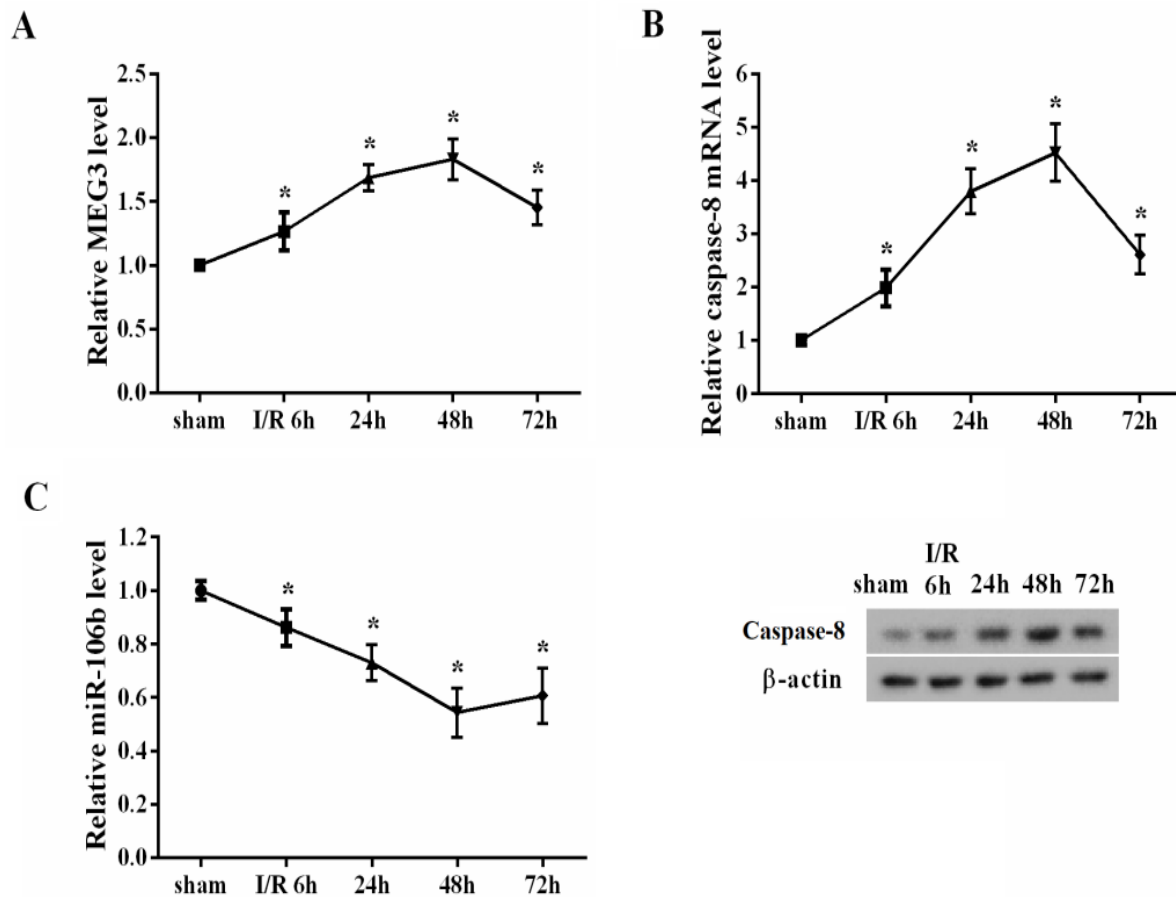 A
Relative MEG3 level
2.5
2.0
1.5
1.0
0.5
0.0
* * * *
sham I/R 6h 24h 48h 72h
B
Relative caspase-8 mRNA level
6
5
4
3
2
1
0
* * * *
sham I/R 6h 24h 48h 72h
C
Relative miR-106b level
1.2
1.0
0.8
0.6
0.4
0.2
0.0
* * * *
sham I/R 6h 24h 48h 72h
I/R
sham 6h 24h 48h 72h
Caspase-8
β-actin